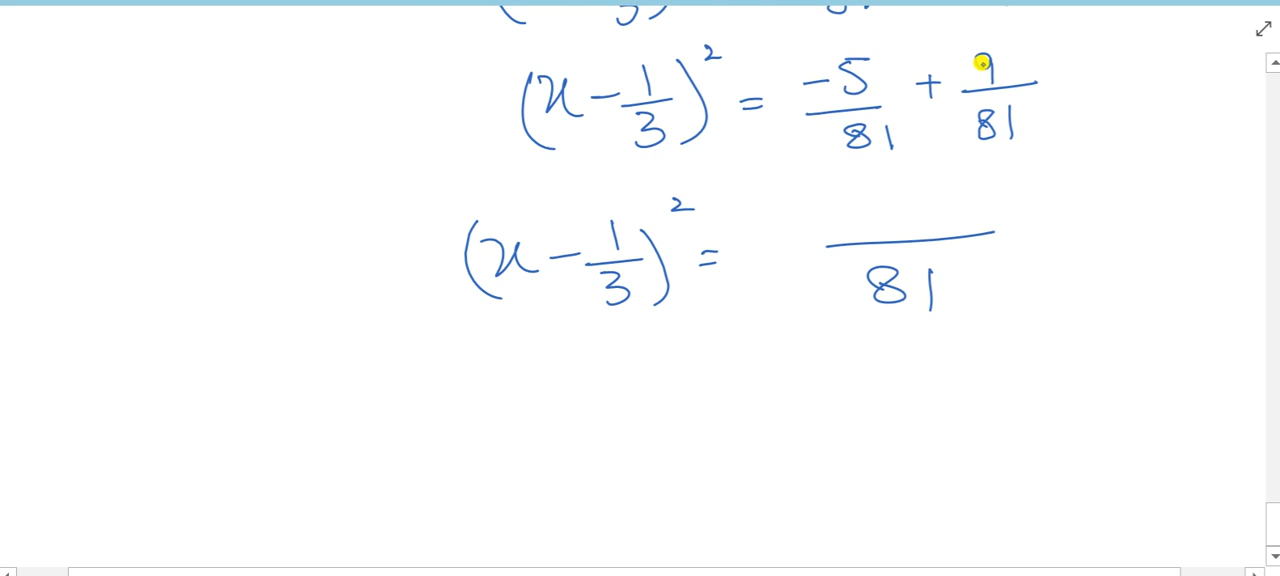 (x - 1/3)² = -5/81 + 9/81
(x - 1/3)² = /81